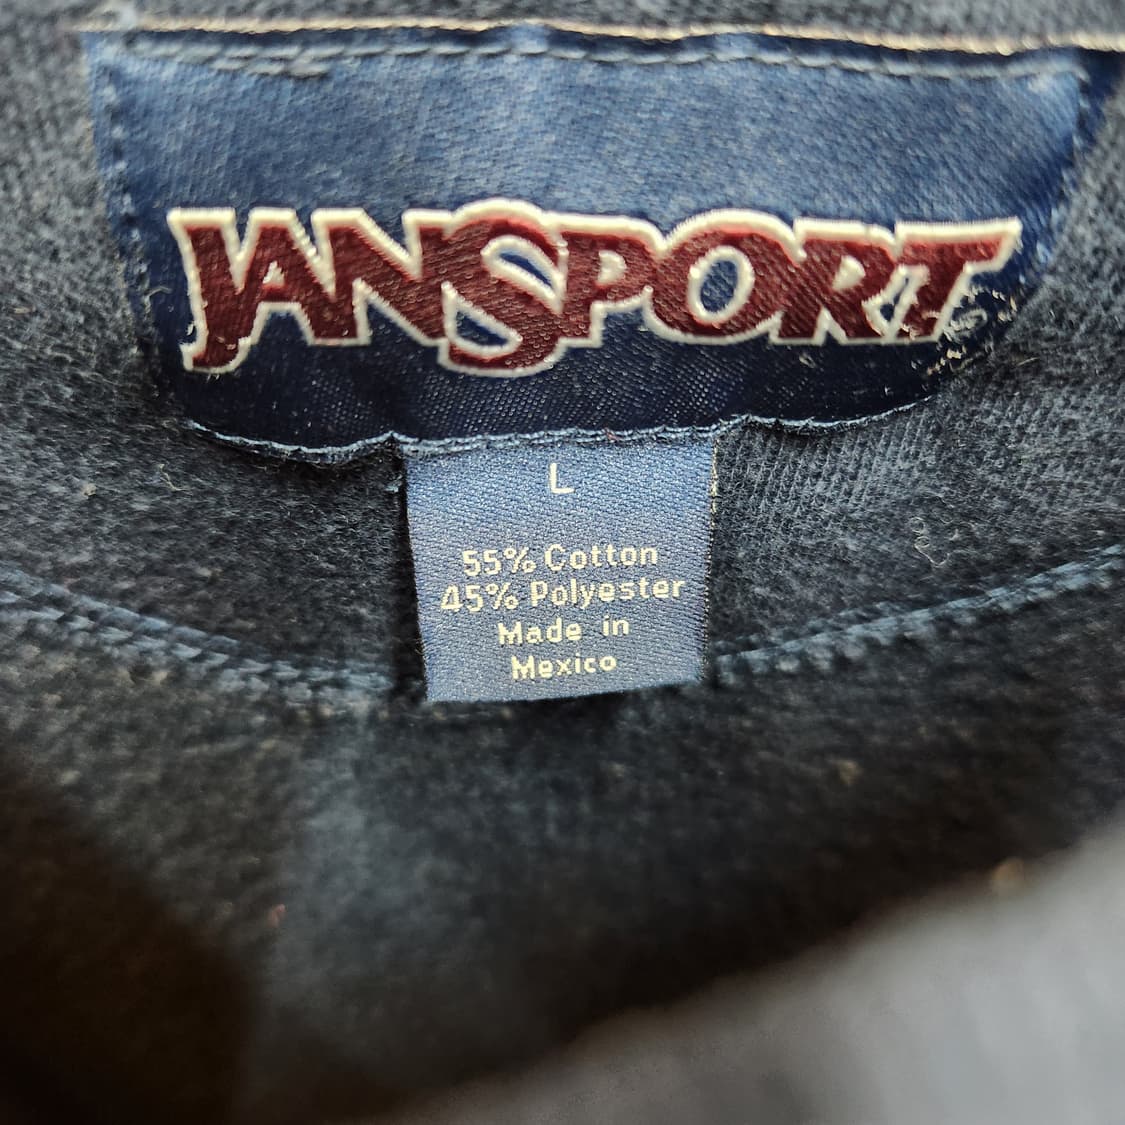 JANSPORT
L
55% Cotton
45% Polyester
Made in
Mexico